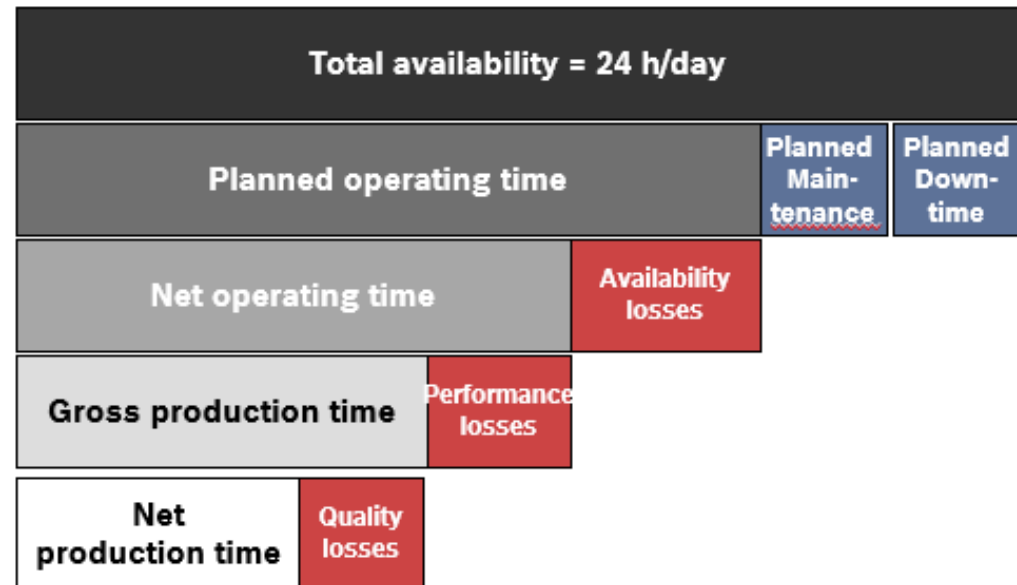 Total availability = 24 h/day
Planned operating time
Planned
Main-
tenance
Planned
Down-
time
Net operating time
Availability
losses
Gross production time
Performance
losses
Net
production time
Quality
losses